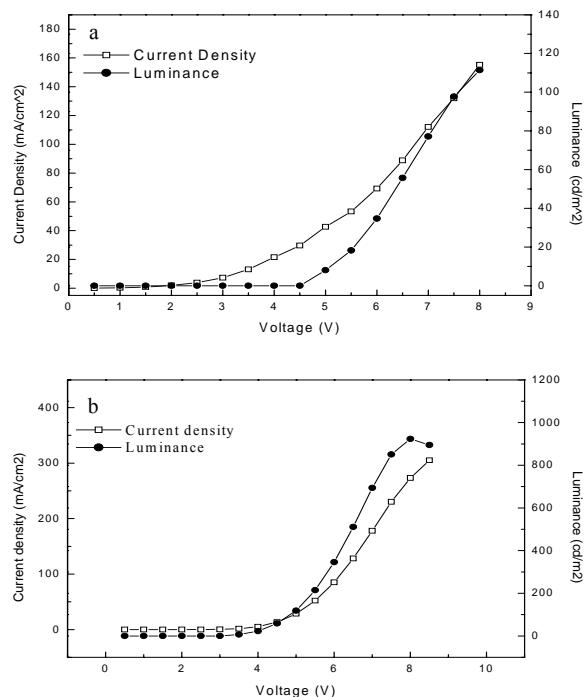 a
Current Density
Luminance
Current Density (mA/cm^2)
180
160
140
120
100
80
60
40
20
0
Luminance (cd/m^2)
140
120
100
80
60
40
20
0
0 1 2 3 4 5 6 7 8 9
Voltage (V)
b
Current density
Luminance
Current density (mA/cm2)
400
300
200
100
0
Luminance (cd/m2)
1200
1000
800
600
400
200
0
0 2 4 6 8 10
Voltage (V)